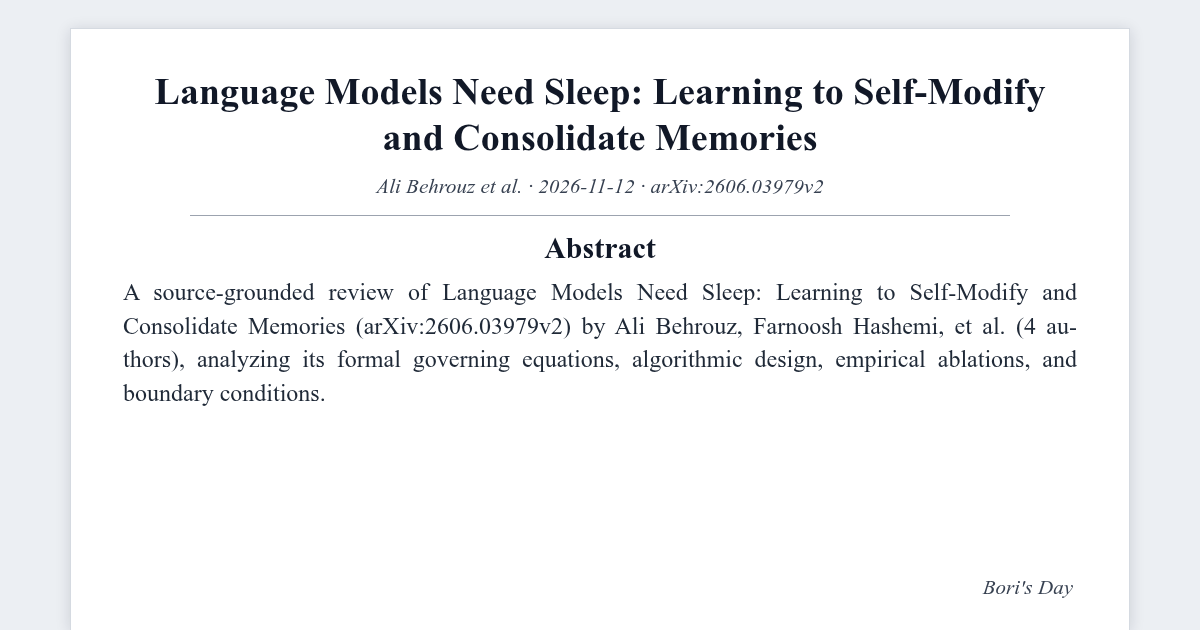 Language Models Need Sleep: Learning to Self-Modify
and Consolidate Memories
Ali Behrouz et al. · 2026-11-12 · arXiv:2606.03979v2
Abstract
A source-grounded review of Language Models Need Sleep: Learning to Self-Modify and
Consolidate Memories (arXiv:2606.03979v2) by Ali Behrouz, Farnoosh Hashemi, et al. (4 au-
thors), analyzing its formal governing equations, algorithmic design, empirical ablations, and
boundary conditions.
Bori's Day